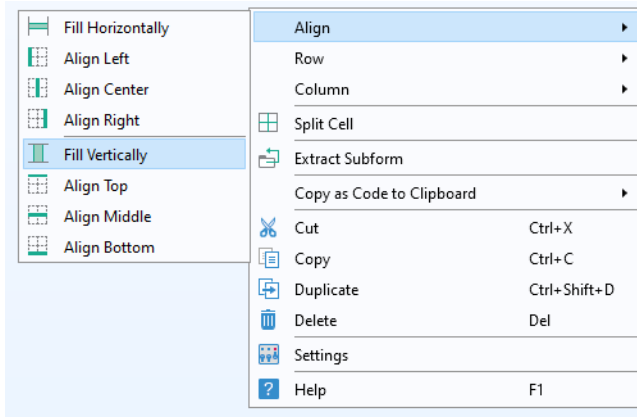 Fill Horizontally
Align Left
Align Center
Align Right
Fill Vertically
Align Top
Align Middle
Align Bottom
Align
Row
Column
Split Cell
Extract Subform
Copy as Code to Clipboard
Cut Ctrl+X
Copy Ctrl+C
Duplicate Ctrl+Shift+D
Delete Del
Settings
? Help F1